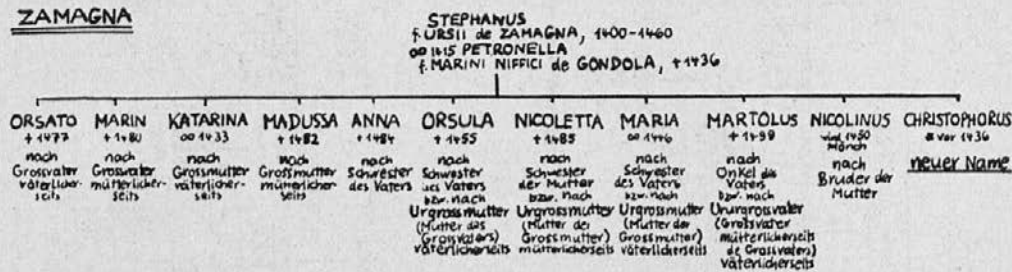 ZAMAGNA
STEPHANUS
f. URSII de ZAMAGNA, 1400-1460
∞ 1415 PETRONELLA
f. MARINI NIFFICI de GONDOLA, +1436
ORSATO
+ 1477
nach
Grossvater
väterlicher-
seits
MARIN
+ 1480
nach
Grossvater
mütterlicher-
seits
KATARINA
∞ 1433
nach
Grossmutter
väterlicher-
seits
MADUSSA
+ 1482
nach
Grossmutter
mütterlicher
seits
ANNA
+ 1484
nach
Schwester
des Vaters
ORSULA
+ 1455
nach
Schwester
des Vaters
bzw. nach
Urgrossmutter
(Mutter des
Grossvaters)
väterlicherseits
NICOLETTA
+ 1485
nach
Schwester
der Mutter
bzw. nach
Urgrossmutter
(Mutter der
Grossmutter)
mütterlicherseits
MARIA
∞ 1446
nach
Schwester
des Vaters
bzw. nach
Urgrossmutter
(Mutter der
Grossmutter)
väterlicherseits
MARTOLUS
+ 1499
nach
Onkel des
Vaters
bzw. nach
Ururgrossvater
(Grossvater
mütterlicherseits
de Grossvaters)
väterlicherseits
NICOLINUS
wird 1450
Mönch
nach
Bruder der
Mutter
CHRISTOPHORUS
vor 1436
neuer Name